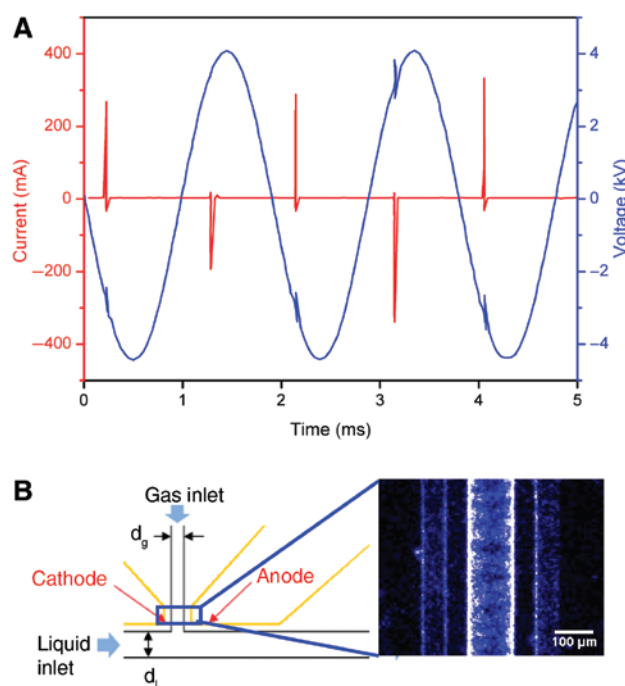 A
400
200
0
−200
−400
Current (mA)
4
2
0
−2
−4
Voltage (kV)
0 1 2 3 4 5
Time (ms)
B
Gas inlet
dg
Cathode
Anode
Liquid
inlet
100 µm